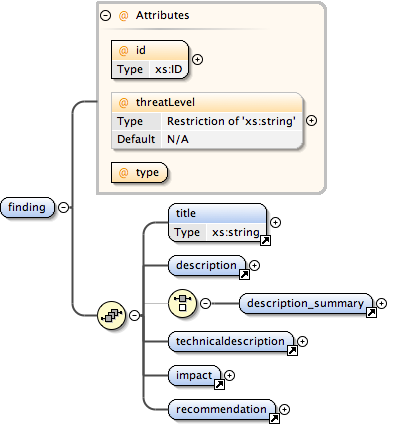 @ Attributes
@ id
Type xs:ID
@ threatLevel
Type Restriction of 'xs:string'
Default N/A
@ type
finding
title
Type xs:string
description
description_summary
technicaldescription
impact
recommendation